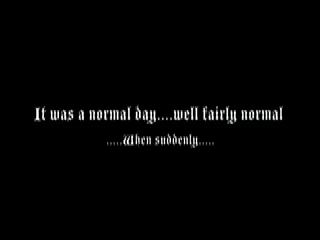 It was a normal day....well fairly normal
.....When suddenly.....